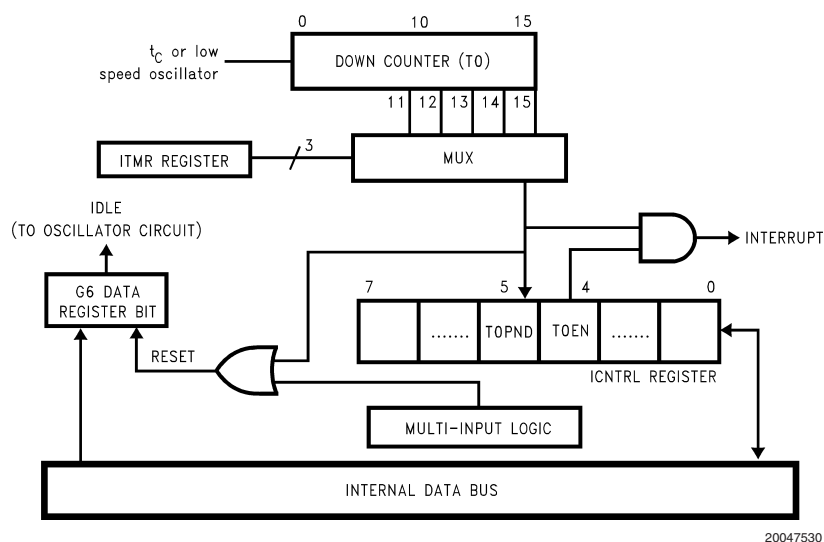 0 10 15
t_C or low
speed oscillator
DOWN COUNTER (T0)
11 12 13 14 15
ITMR REGISTER
3
MUX
IDLE
(TO OSCILLATOR CIRCUIT)
INTERRUPT
G6 DATA
REGISTER BIT
7 5 4 0
....... T0PND T0EN .......
RESET
ICNTRL REGISTER
MULTI-INPUT LOGIC
INTERNAL DATA BUS
20047530